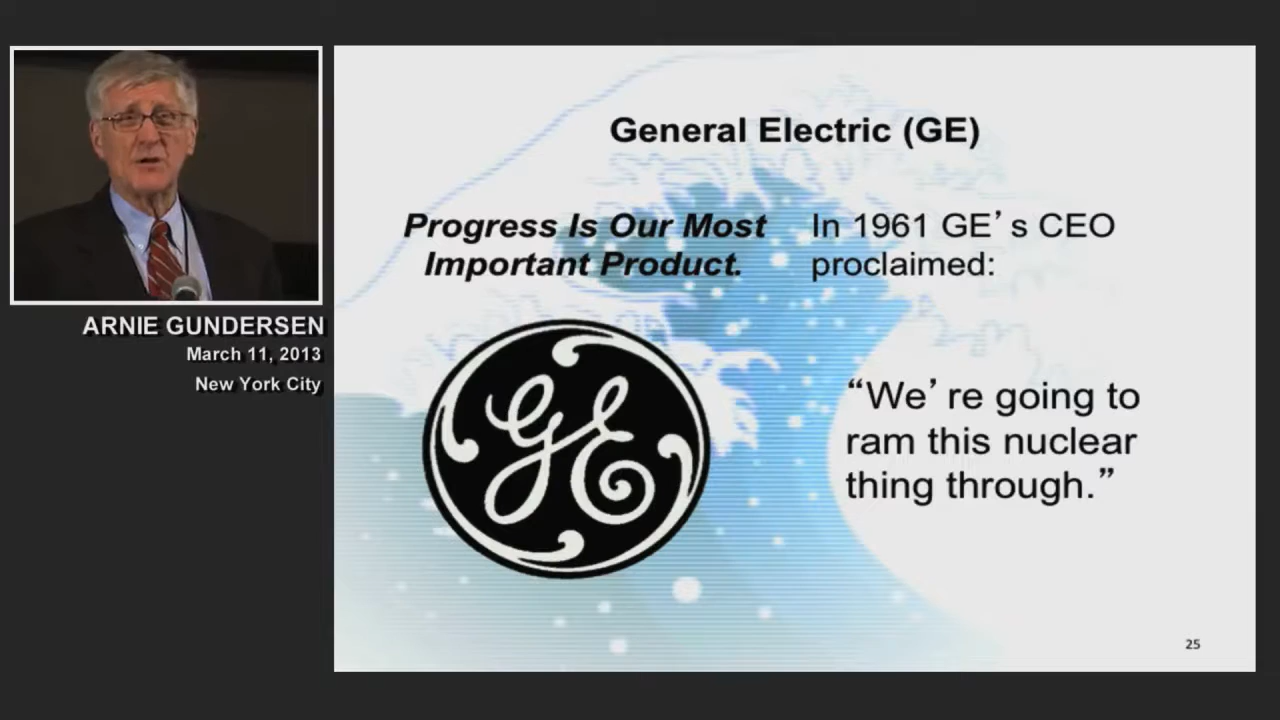 ARNIE GUNDERSEN
March 11, 2013
New York City
General Electric (GE)
Progress Is Our Most
Important Product.
GE
In 1961 GE’s CEO
proclaimed:
“We’re going to
ram this nuclear
thing through.”
25